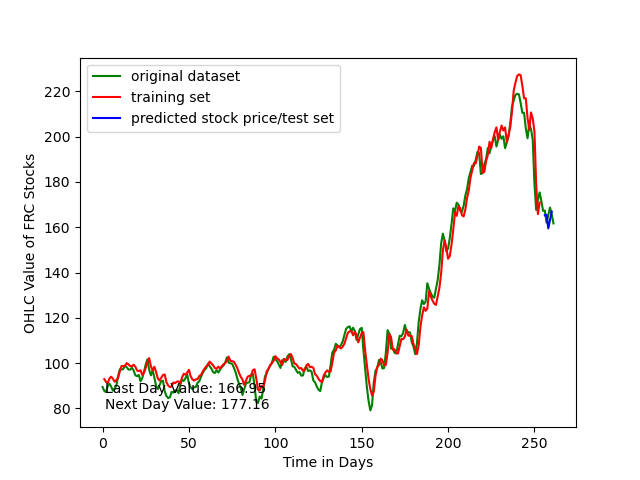 original dataset
training set
predicted stock price/test set
OHLC Value of FRC Stocks
220
200
180
160
140
120
100
80
Last Day Value: 166.95
Next Day Value: 177.16
0 50 100 150 200 250
Time in Days